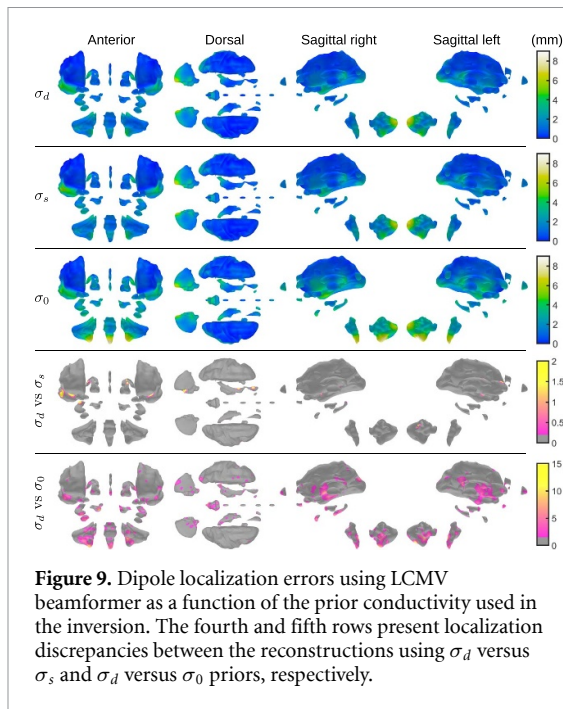 Anterior Dorsal Sagittal right Sagittal left (mm)
σd
8
6
4
2
0
σs
8
6
4
2
0
σ0
8
6
4
2
0
σd vs σs
2
1.5
1
0.5
0
σd vs σ0
15
10
5
0
Figure 9. Dipole localization errors using LCMV
beamformer as a function of the prior conductivity used in
the inversion. The fourth and fifth rows present localization
discrepancies between the reconstructions using σd versus
σs and σd versus σ0 priors, respectively.